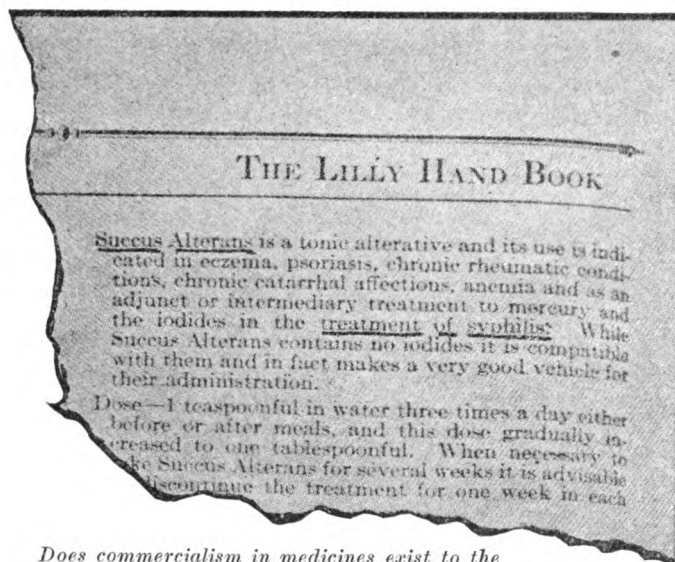 THE LILLY HAND BOOK
Succus Alterans is a tonic alterative and its use is indi-
cated in eczema, psoriasis, chronic rheumatic condi-
tions, chronic catarrhal affections, anemia and as an
adjunct or intermediary treatment to mercury and
the iodides in the treatment of syphilis. While
Succus Alterans contains no iodides it is compatible
with them and in fact makes a very good vehicle for
their administration.
Dose—1 teaspoonful in water three times a day either
before or after meals, and this dose gradually in-
creased to one tablespoonful. When necessary to
ke Succus Alterans for several weeks it is advisable
discontinue the treatment for one week in each
Does commercialism in medicines exist to the